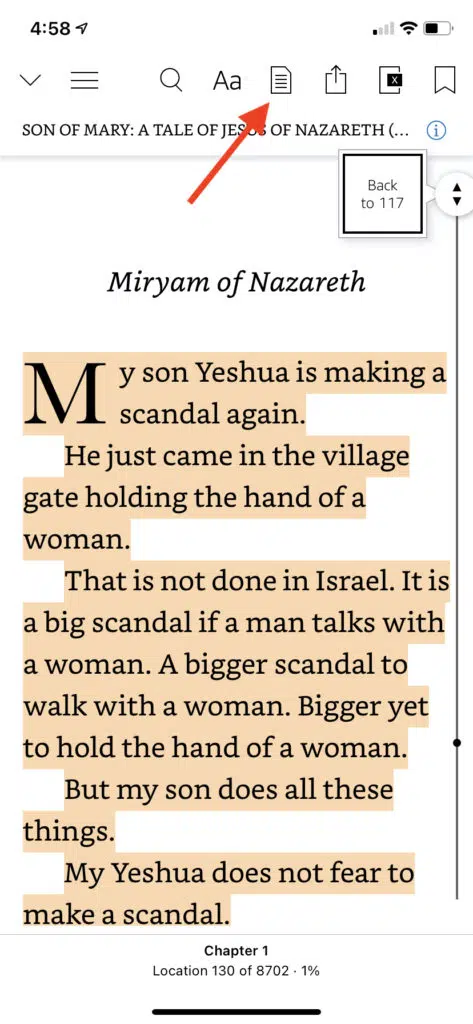 4:58
Aa
X
SON OF MARY: A TALE OF JESUS OF NAZARETH (...
Back
to 117
Miryam of Nazareth
My son Yeshua is making a
scandal again.
He just came in the village
gate holding the hand of a
woman.
That is not done in Israel. It is
a big scandal if a man talks with
a woman. A bigger scandal to
walk with a woman. Bigger yet
to hold the hand of a woman.
But my son does all these
things.
My Yeshua does not fear to
make a scandal.
Chapter 1
Location 130 of 8702 · 1%